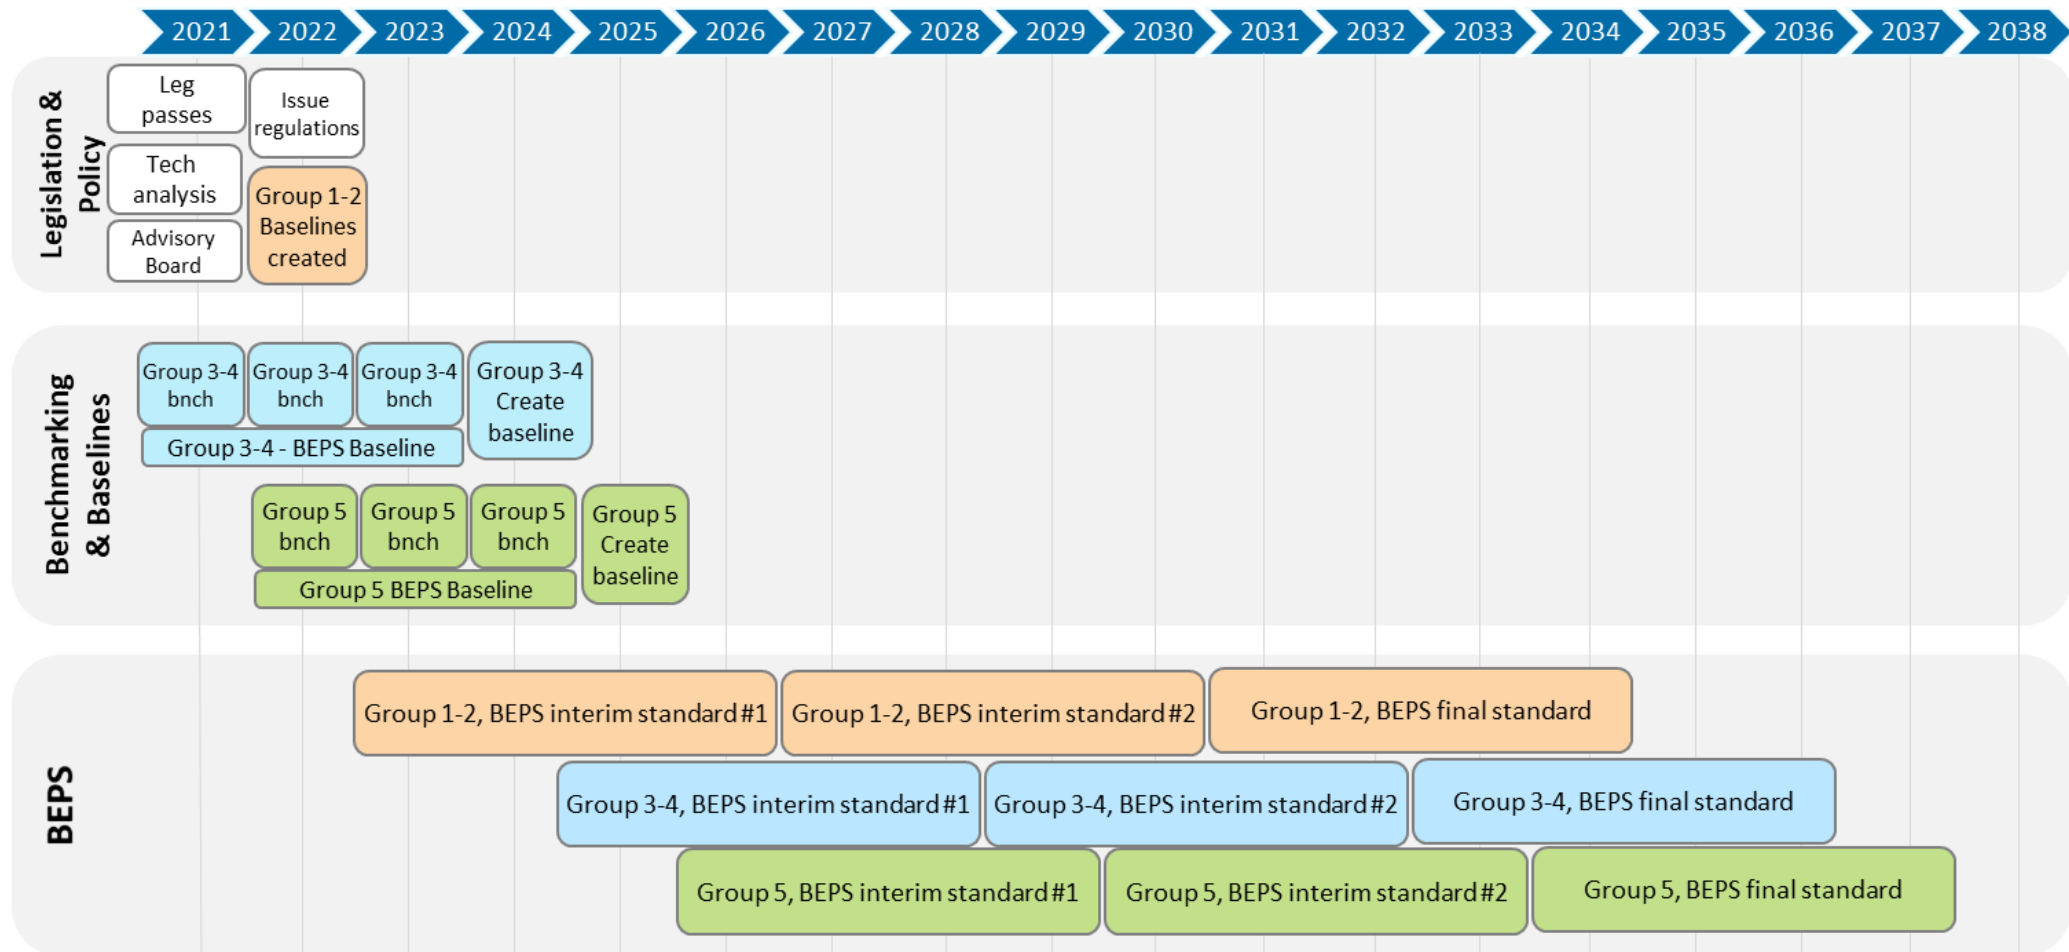 2021 2022 2023 2024 2025 2026 2027 2028 2029 2030 2031 2032 2033 2034 2035 2036 2037 2038
Legislation &
Policy
Leg
passes
Tech
analysis
Advisory
Board
Issue
regulations
Group 1-2
Baselines
created
Benchmarking
& Baselines
Group 3-4
bnch
Group 3-4
bnch
Group 3-4
bnch
Group 3-4 - BEPS Baseline
Group 3-4
Create
baseline
Group 5
bnch
Group 5
bnch
Group 5
bnch
Group 5 BEPS Baseline
Group 5
Create
baseline
BEPS
Group 1-2, BEPS interim standard #1
Group 1-2, BEPS interim standard #2
Group 1-2, BEPS final standard
Group 3-4, BEPS interim standard #1
Group 3-4, BEPS interim standard #2
Group 3-4, BEPS final standard
Group 5, BEPS interim standard #1
Group 5, BEPS interim standard #2
Group 5, BEPS final standard